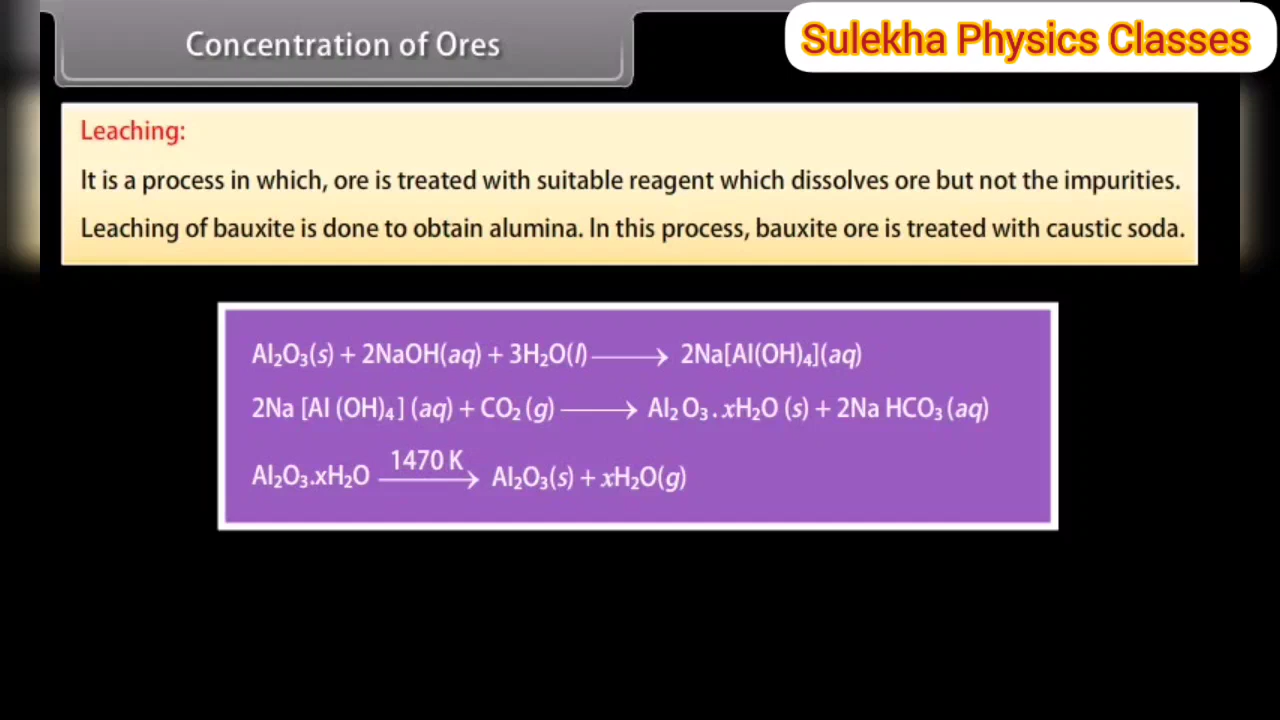 Concentration of Ores
Sulekha Physics Classes
Leaching:
It is a process in which, ore is treated with suitable reagent which dissolves ore but not the impurities.
Leaching of bauxite is done to obtain alumina. In this process, bauxite ore is treated with caustic soda.
Al₂O₃(s) + 2NaOH(aq) + 3H₂O(l) ⟶ 2Na[Al(OH)₄](aq)
2Na [Al (OH)₄] (aq) + CO₂ (g) ⟶ Al₂ O₃ . xH₂O (s) + 2Na HCO₃ (aq)
1470 K
Al₂O₃.xH₂O ⟶ Al₂O₃(s) + xH₂O(g)